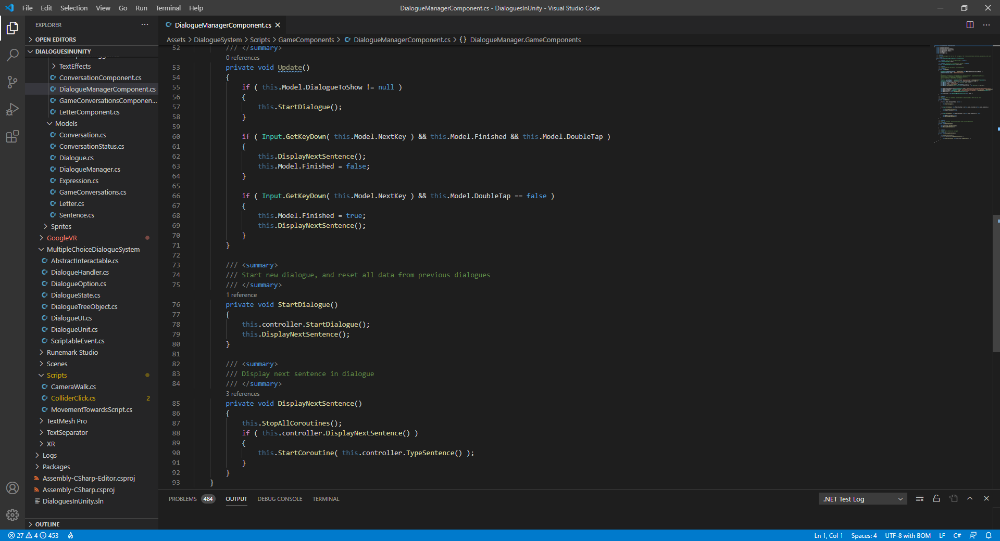 File Edit Selection View Go Run Terminal Help
DialogueManagerComponent.cs - DialoguesInUnity - Visual Studio Code
EXPLORER
OPEN EDITORS
DIALOGUESINUNITY
TextEffects
ConversationComponent.cs
DialogueManagerComponent.cs
GameConversationsComponen...
LetterComponent.cs
Models
Conversation.cs
ConversationStatus.cs
Dialogue.cs
DialogueManager.cs
Expression.cs
GameConversations.cs
Letter.cs
Sentence.cs
Sprites
GoogleVR
MultipleChoiceDialogueSystem
AbstractInteractable.cs
DialogueHandler.cs
DialogueOption.cs
DialogueState.cs
DialogueTreeObject.cs
DialogueUI.cs
DialogueUnit.cs
ScriptableEvent.cs
Runemark Studio
Scenes
Scripts
CameraWalk.cs
ColliderClick.cs 2
MovementTowardsScript.cs
TextMesh Pro
TextSeparator
XR
Logs
Packages
Assembly-CSharp-Editor.csproj
Assembly-CSharp.csproj
DialoguesInUnity.sln
OUTLINE
DialogueManagerComponent.cs
Assets > DialogueSystem > Scripts > GameComponents > DialogueManagerComponent.cs > {} DialogueManager.GameComponents
52 /// </summary>
0 references
53 private void Update()
54 {
55 if ( this.Model.DialogueToShow != null )
56 {
57 this.StartDialogue();
58 }
59
60 if ( Input.GetKeyDown( this.Model.NextKey ) && this.Model.Finished && this.Model.DoubleTap )
61 {
62 this.DisplayNextSentence();
63 this.Model.Finished = false;
64 }
65
66 if ( Input.GetKeyDown( this.Model.NextKey ) && this.Model.DoubleTap == false )
67 {
68 this.Model.Finished = true;
69 this.DisplayNextSentence();
70 }
71 }
72
73 /// <summary>
74 /// Start new dialogue, and reset all data from previous dialogues
75 /// </summary>
1 reference
76 private void StartDialogue()
77 {
78 this.controller.StartDialogue();
79 this.DisplayNextSentence();
80 }
81
82 /// <summary>
83 /// Display next sentence in dialogue
84 /// </summary>
3 references
85 private void DisplayNextSentence()
86 {
87 this.StopAllCoroutines();
88 if ( this.controller.DisplayNextSentence() )
89 {
90 this.StartCoroutine( this.controller.TypeSentence() );
91 }
92 }
93 }
PROBLEMS 484 OUTPUT DEBUG CONSOLE TERMINAL
.NET Test Log
27 4 453
Ln 1, Col 1 Spaces: 4 UTF-8 with BOM LF C#